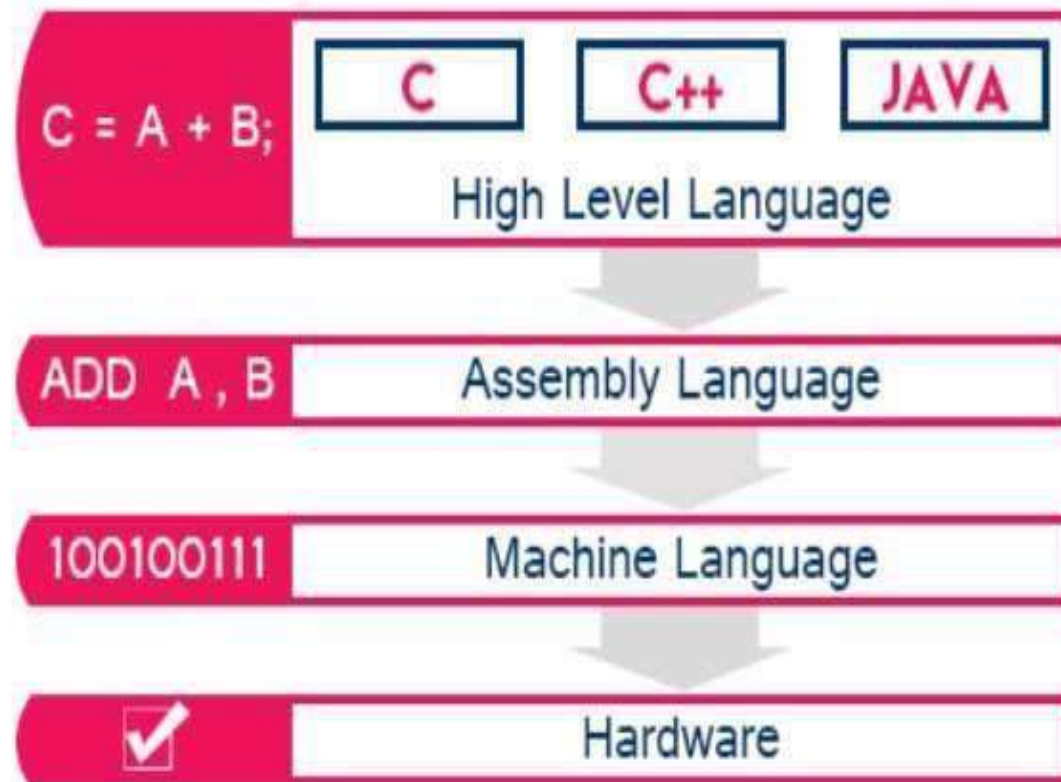 C = A + B;
C C++ JAVA
High Level Language
ADD A , B
Assembly Language
100100111
Machine Language
Hardware